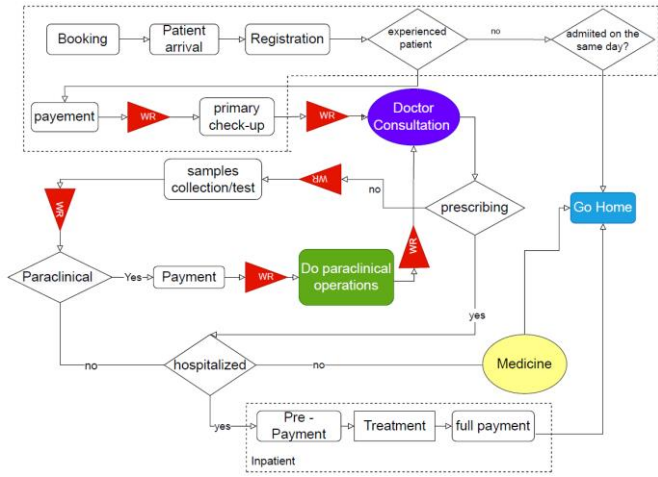 Booking
Patient
arrival
Registration
experienced
patient
no
admiited on the
same day?
payement
WR
primary
check-up
WR
Doctor
Consultation
samples
collection/test
WR
no
prescribing
Go Home
WR
WR
Paraclinical
Yes
Payment
WR
Do paraclinical
operations
yes
no
hospitalized
no
Medicine
yes
Pre -
Payment
Treatment
full payment
Inpatient